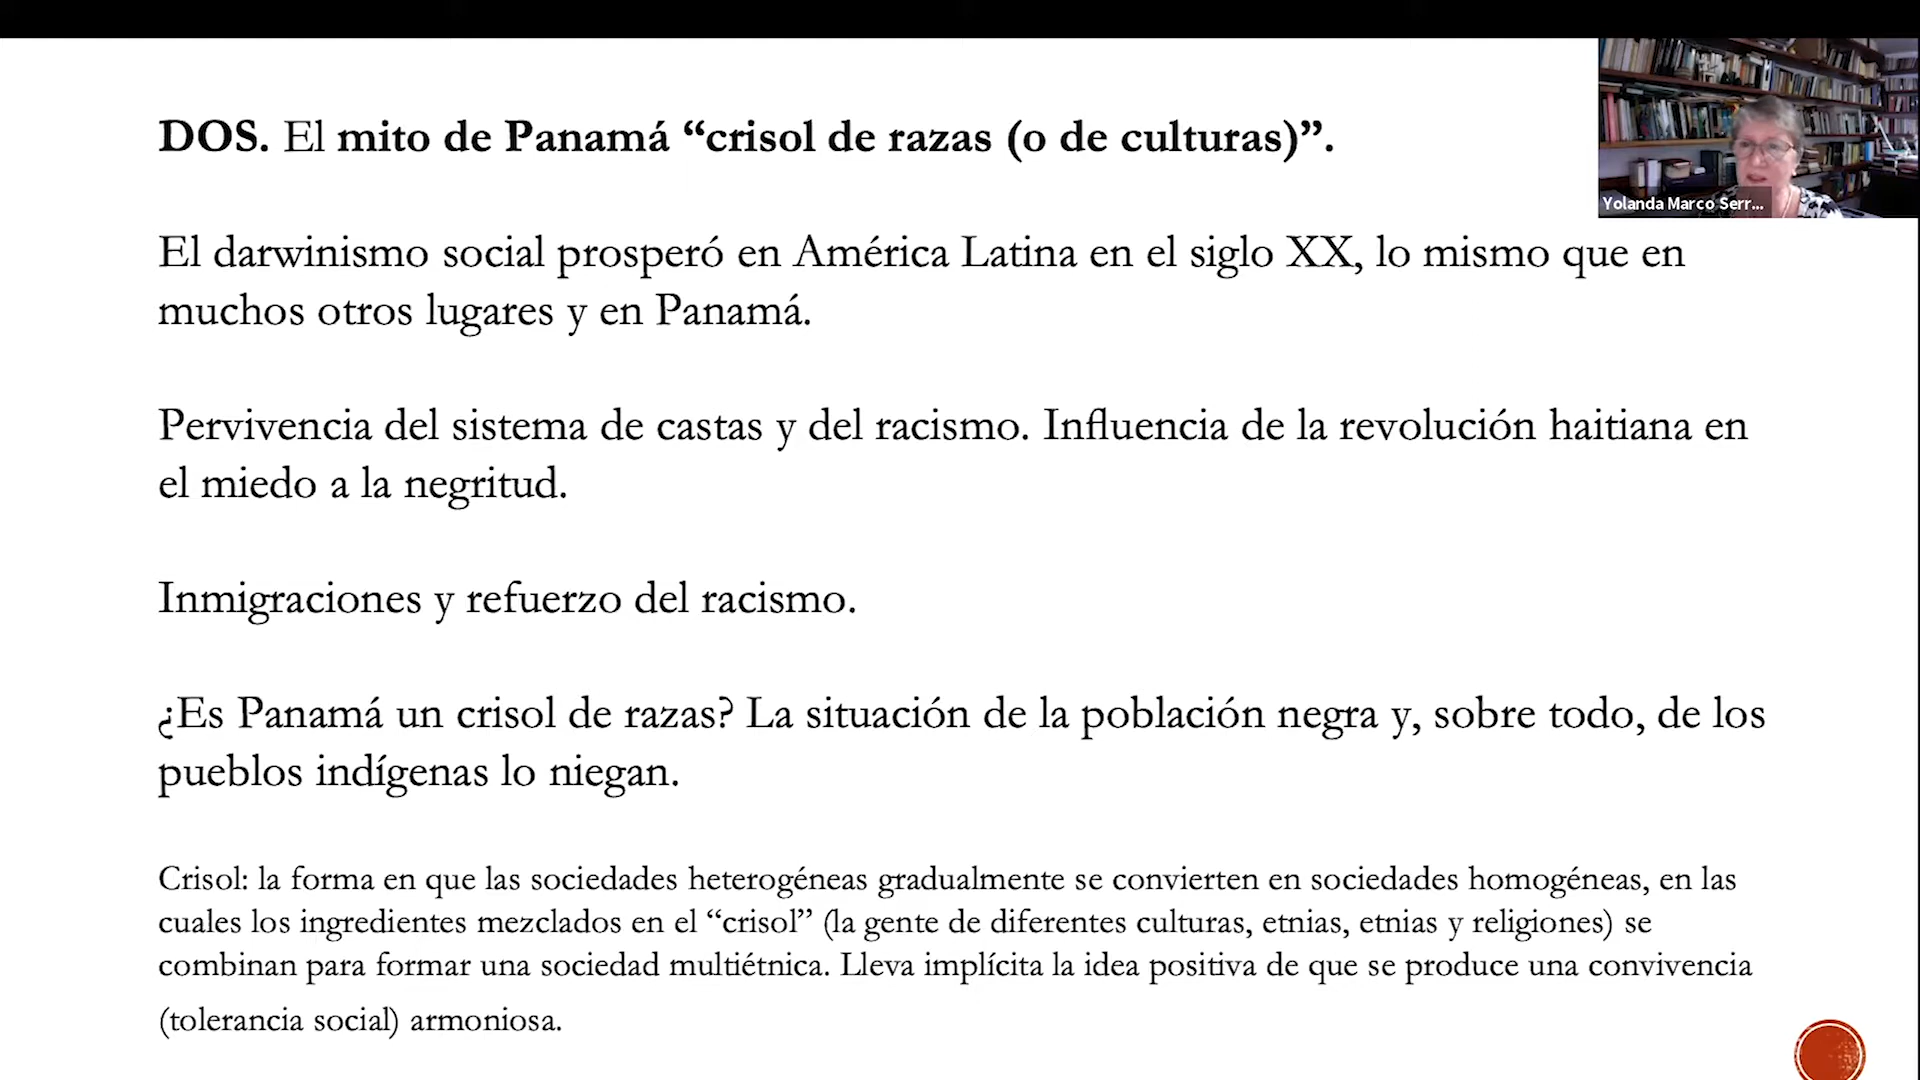 DOS. El mito de Panamá “crisol de razas (o de culturas)”.
Yolanda Marco Serr...
El darwinismo social prosperó en América Latina en el siglo XX, lo mismo que en
muchos otros lugares y en Panamá.
Pervivencia del sistema de castas y del racismo. Influencia de la revolución haitiana en
el miedo a la negritud.
Inmigraciones y refuerzo del racismo.
¿Es Panamá un crisol de razas? La situación de la población negra y, sobre todo, de los
pueblos indígenas lo niegan.
Crisol: la forma en que las sociedades heterogéneas gradualmente se convierten en sociedades homogéneas, en las
cuales los ingredientes mezclados en el “crisol” (la gente de diferentes culturas, etnias, etnias y religiones) se
combinan para formar una sociedad multiétnica. Lleva implícita la idea positiva de que se produce una convivencia
(tolerancia social) armoniosa.